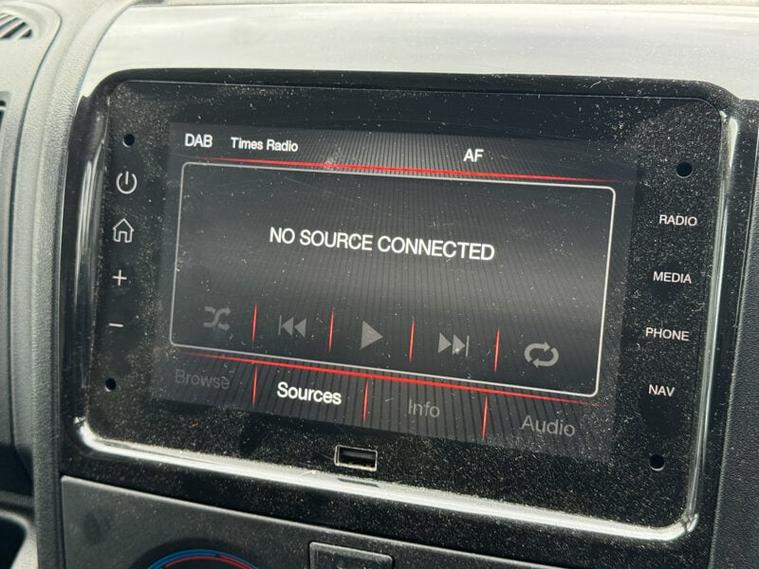 DAB Times Radio AF
NO SOURCE CONNECTED
Browse Sources Info Audio
RADIO
MEDIA
PHONE
NAV